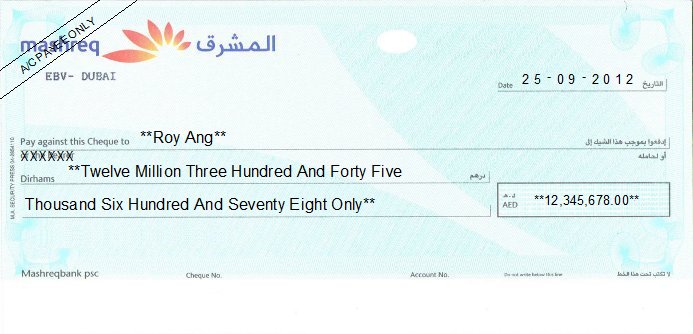 A/C PAYEE ONLY
mashreq المشرق
EBV- DUBAI
Date 25-09-2012 التاريخ
Pay against this Cheque to **Roy Ang** إدفعوا بموجب هذا الشيك إلى
XXXXXX أو لحامله
Dirhams **Twelve Million Three Hundred And Forty Five درهم
Thousand Six Hundred And Seventy Eight Only** د.هـ AED **12,345,678.00**
Mashreqbank psc Cheque No. Account No. Do not write below this line لا تكتب تحت هذا الخط